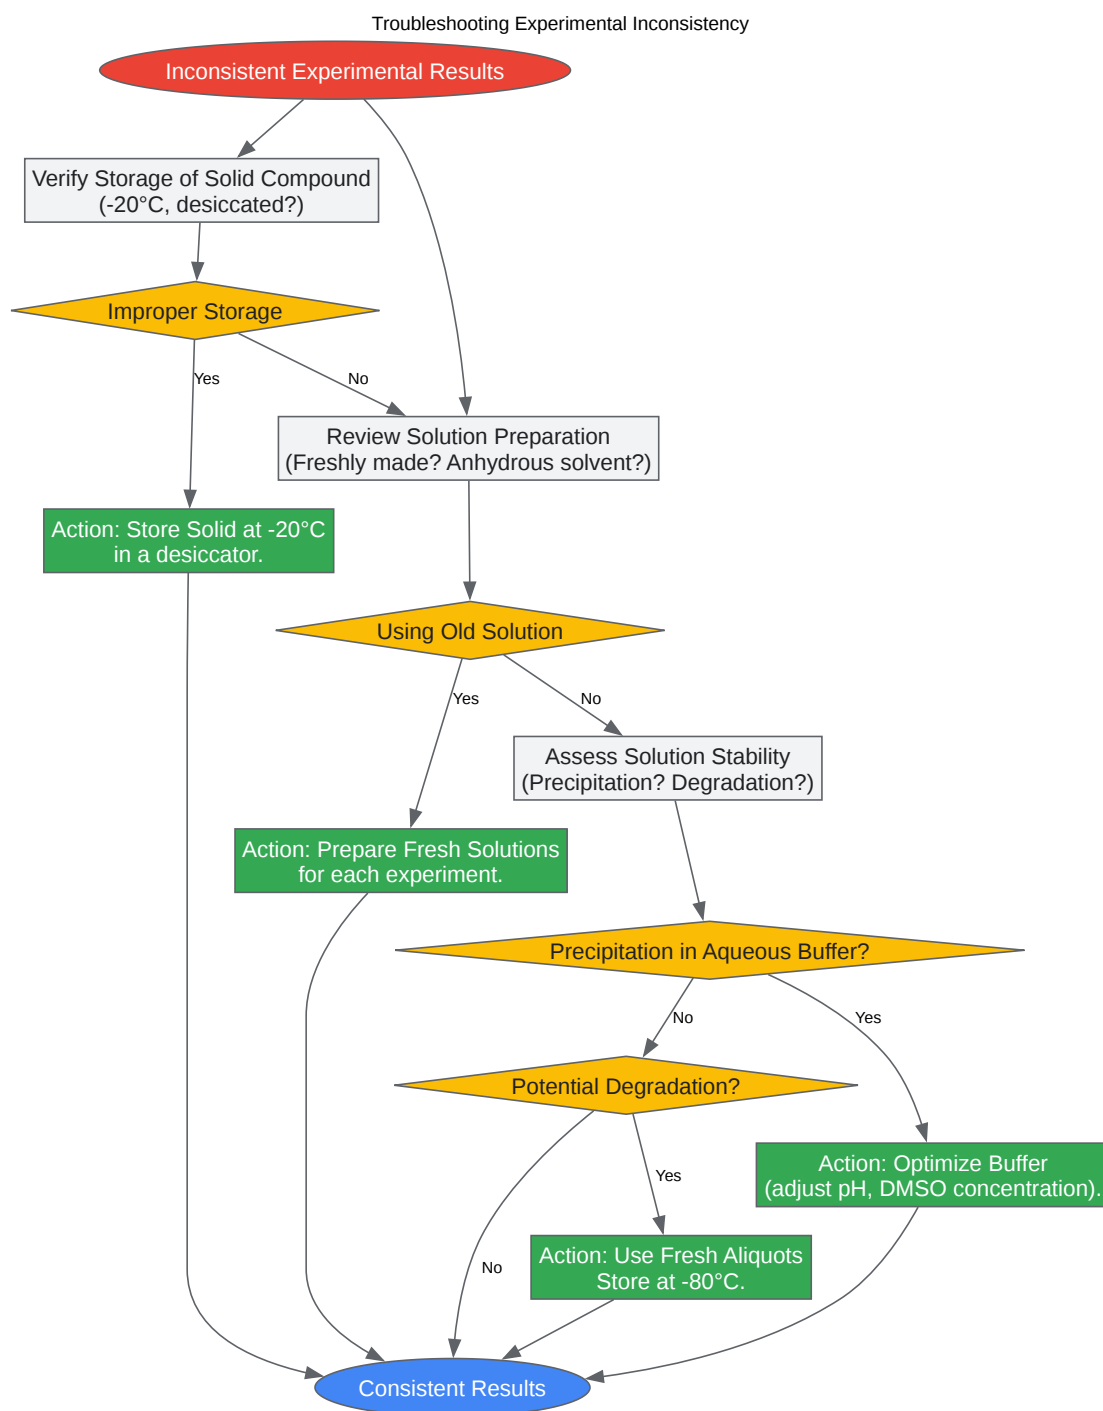 Troubleshooting Experimental Inconsistency
Inconsistent Experimental Results
Verify Storage of Solid Compound
(-20°C, desiccated?)
Improper Storage
Yes
No
Review Solution Preparation
(Freshly made? Anhydrous solvent?)
Action: Store Solid at -20°C
in a desiccator.
Using Old Solution
Yes
No
Assess Solution Stability
(Precipitation? Degradation?)
Action: Prepare Fresh Solutions
for each experiment.
Precipitation in Aqueous Buffer?
No
Yes
Potential Degradation?
Action: Optimize Buffer
(adjust pH, DMSO concentration).
Yes
No
Action: Use Fresh Aliquots
Store at -80°C.
Consistent Results